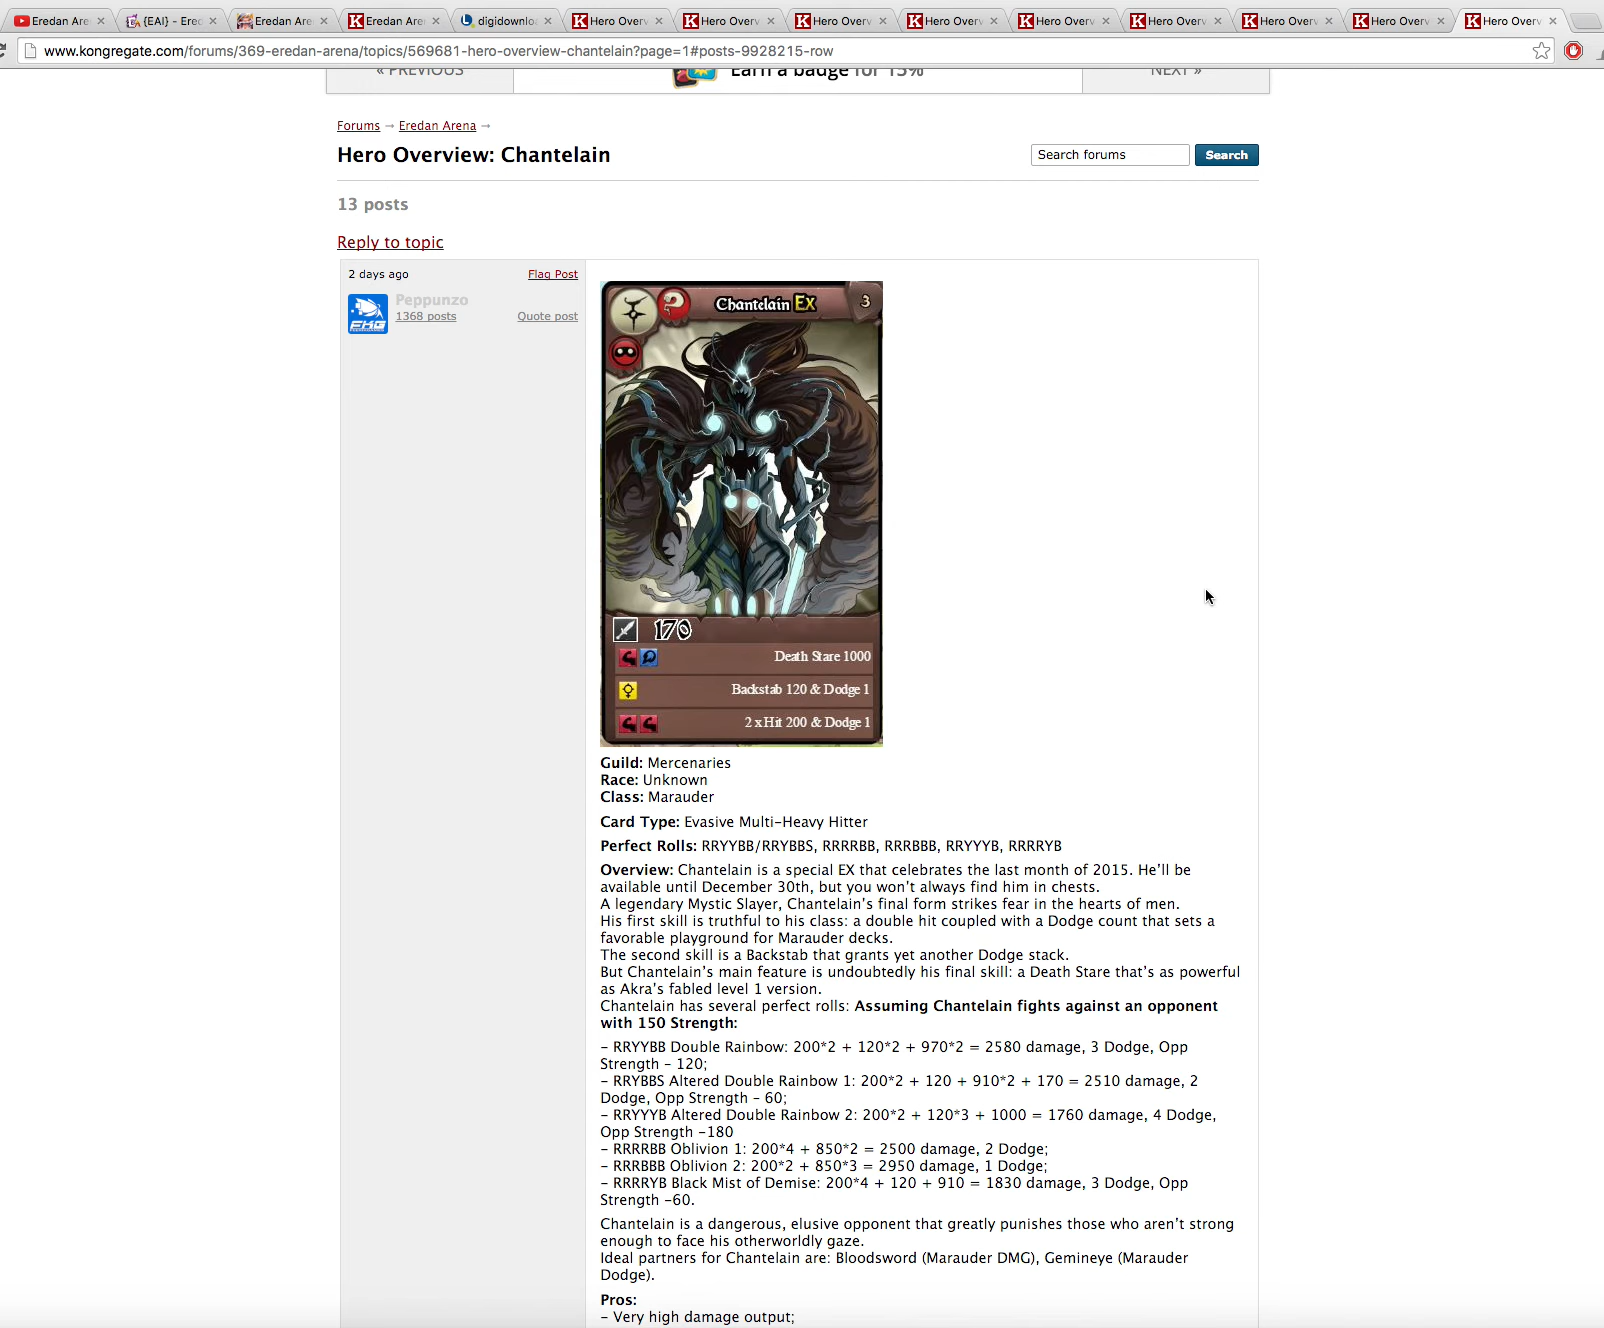 Eredan Are
{EAI} - Ered
Eredan Are
Eredan Are
digidownlo
Hero Overv
Hero Overv
Hero Overv
Hero Overv
Hero Overv
Hero Overv
Hero Overv
Hero Overv
Hero Overv
www.kongregate.com/forums/369-eredan-arena/topics/569681-hero-overview-chantelain?page=1#posts-9928215-row
« PREVIOUS
Earn a badge for 15%
NEXT »
Forums → Eredan Arena →
Hero Overview: Chantelain
Search forums
Search
13 posts
Reply to topic
2 days ago
Flag Post
Peppunzo
1368 posts
Quote post
EKG
Chantelain Ex
3
170
Death Stare 1000
Backstab 120 & Dodge 1
2 x Hit 200 & Dodge 1
Guild: Mercenaries
Race: Unknown
Class: Marauder
Card Type: Evasive Multi-Heavy Hitter
Perfect Rolls: RRYYBB/RRYBBS, RRRRBB, RRRBBB, RRYYYB, RRRRYB
Overview: Chantelain is a special EX that celebrates the last month of 2015. He'll be
available until December 30th, but you won't always find him in chests.
A legendary Mystic Slayer, Chantelain's final form strikes fear in the hearts of men.
His first skill is truthful to his class: a double hit coupled with a Dodge count that sets a
favorable playground for Marauder decks.
The second skill is a Backstab that grants yet another Dodge stack.
But Chantelain's main feature is undoubtedly his final skill: a Death Stare that's as powerful
as Akra's fabled level 1 version.
Chantelain has several perfect rolls: Assuming Chantelain fights against an opponent
with 150 Strength:
– RRYYBB Double Rainbow: 200*2 + 120*2 + 970*2 = 2580 damage, 3 Dodge, Opp
Strength – 120;
– RRYBBS Altered Double Rainbow 1: 200*2 + 120 + 910*2 + 170 = 2510 damage, 2
Dodge, Opp Strength – 60;
– RRYYYB Altered Double Rainbow 2: 200*2 + 120*3 + 1000 = 1760 damage, 4 Dodge,
Opp Strength –180
– RRRRBB Oblivion 1: 200*4 + 850*2 = 2500 damage, 2 Dodge;
– RRRBBB Oblivion 2: 200*2 + 850*3 = 2950 damage, 1 Dodge;
– RRRRYB Black Mist of Demise: 200*4 + 120 + 910 = 1830 damage, 3 Dodge, Opp
Strength –60.
Chantelain is a dangerous, elusive opponent that greatly punishes those who aren't strong
enough to face his otherworldly gaze.
Ideal partners for Chantelain are: Bloodsword (Marauder DMG), Gemineye (Marauder
Dodge).
Pros:
– Very high damage output;